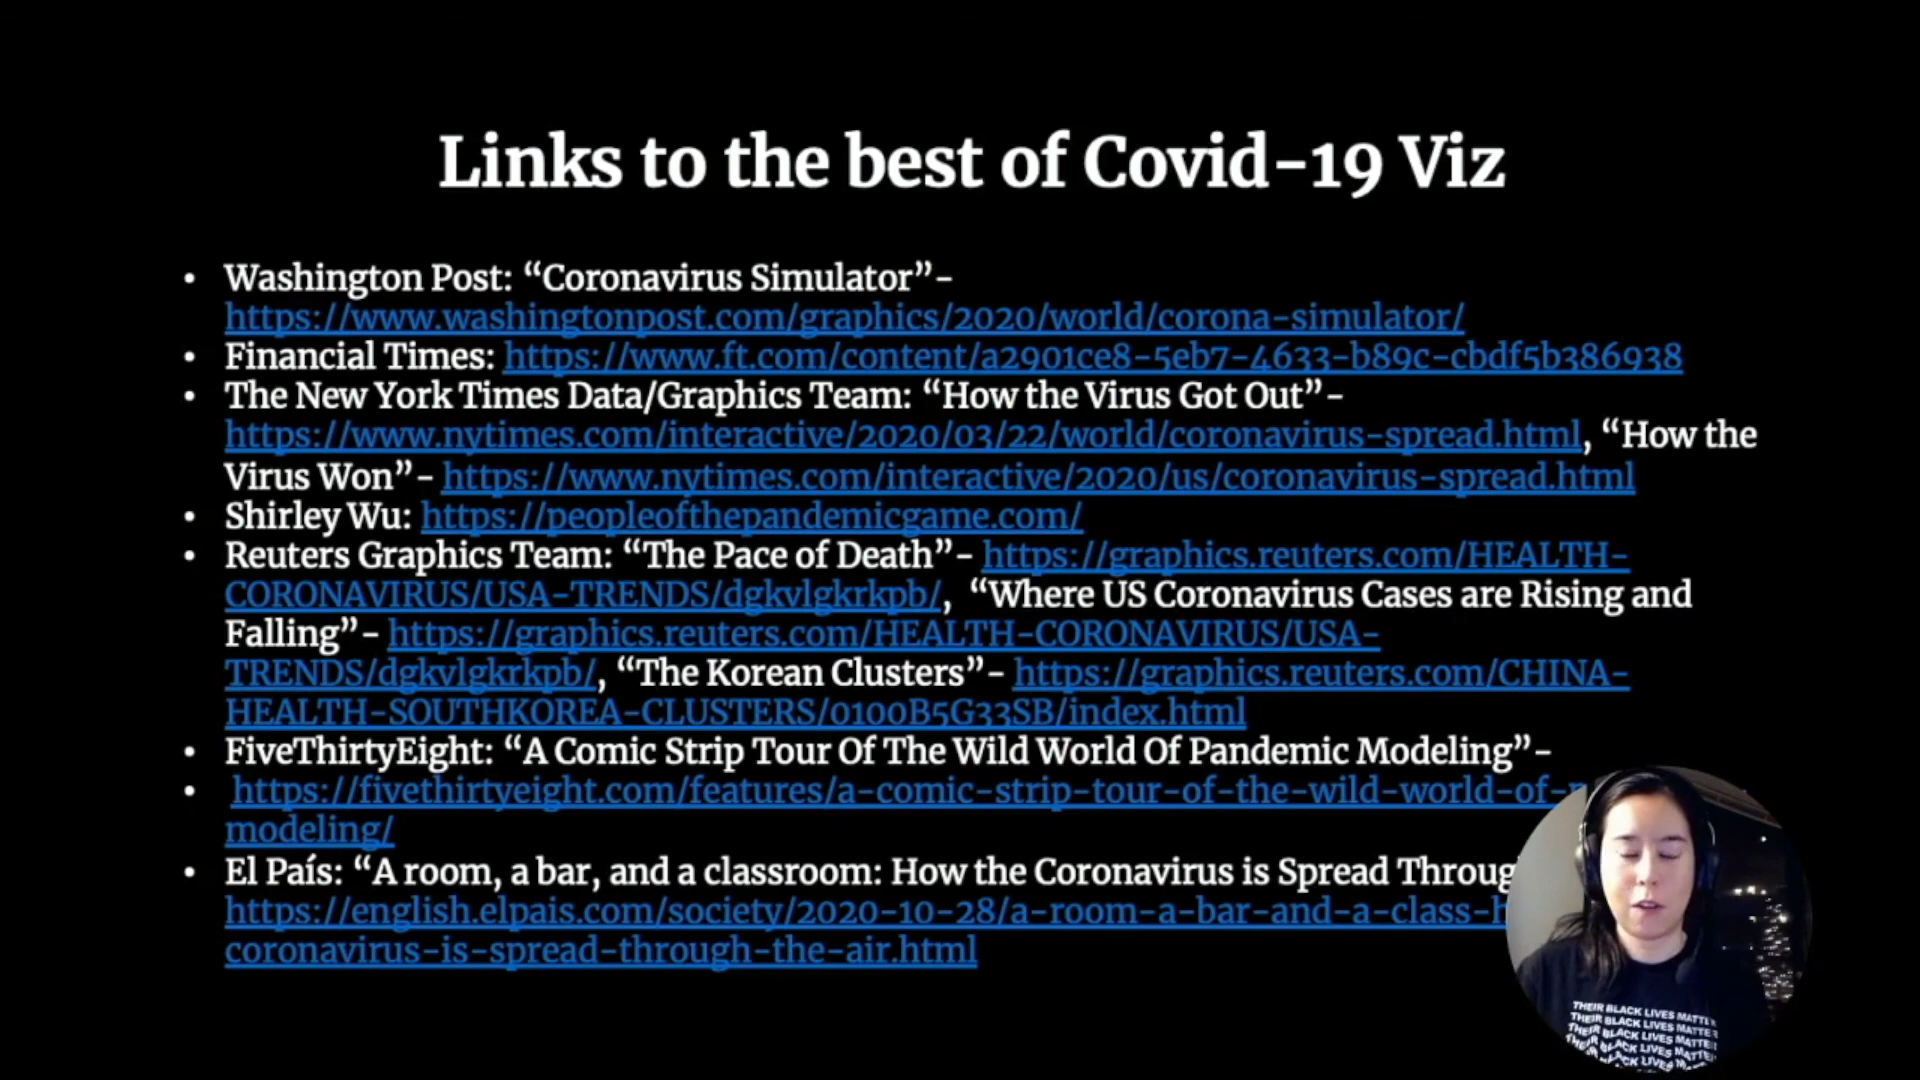 Links to the best of Covid-19 Viz
• Washington Post: “Coronavirus Simulator”-
https://www.washingtonpost.com/graphics/2020/world/corona-simulator/
• Financial Times: https://www.ft.com/content/a2901ce8-5eb7-4633-b89c-cbdf5b386938
• The New York Times Data/Graphics Team: “How the Virus Got Out”-
https://www.nytimes.com/interactive/2020/03/22/world/coronavirus-spread.html, “How the
Virus Won”- https://www.nytimes.com/interactive/2020/us/coronavirus-spread.html
• Shirley Wu: https://peopleofthepandemicgame.com/
• Reuters Graphics Team: “The Pace of Death”- https://graphics.reuters.com/HEALTH-
CORONAVIRUS/USA-TRENDS/dgkvlgkrkpb/, “Where US Coronavirus Cases are Rising and
Falling”- https://graphics.reuters.com/HEALTH-CORONAVIRUS/USA-
TRENDS/dgkvlgkrkpb/, “The Korean Clusters”- https://graphics.reuters.com/CHINA-
HEALTH-SOUTHKOREA-CLUSTERS/0100B5G33SB/index.html
• FiveThirtyEight: “A Comic Strip Tour Of The Wild World Of Pandemic Modeling”-
• https://fivethirtyeight.com/features/a-comic-strip-tour-of-the-wild-world-of-
modeling/
• El País: “A room, a bar, and a classroom: How the Coronavirus is Spread Throug
https://english.elpais.com/society/2020-10-28/a-room-a-bar-and-a-class-h
coronavirus-is-spread-through-the-air.html
THEIR BLACK LIVES MATTE
THEIR BLACK LIVES MATTE
THEIR BLACK LIVES MATTE